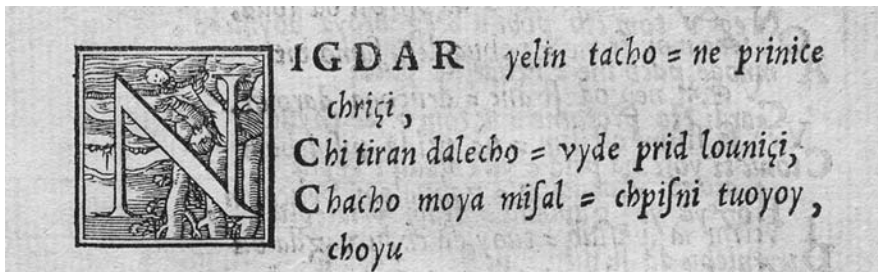 NIGDAR yelin tacho = ne prinice
chriçi,
Chi tiran dalecho = vyde prid louniçi,
Chacho moya miſal = chpiſni tuoyoy,
choyu